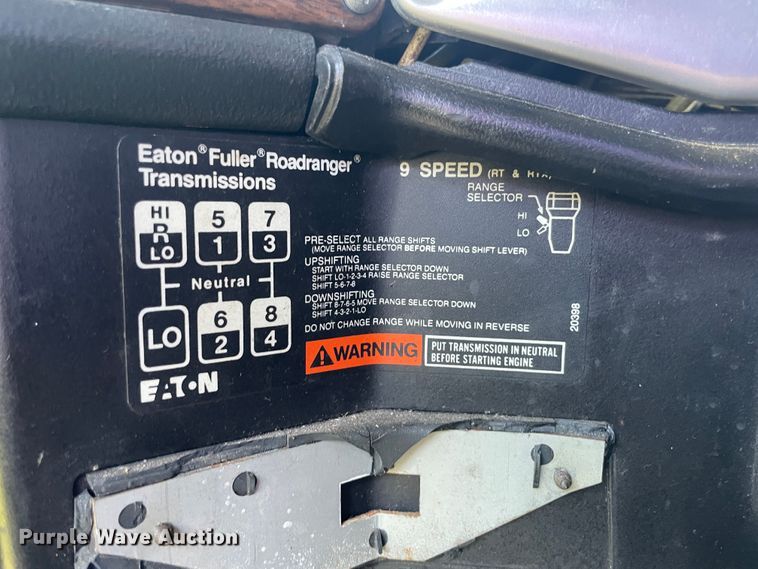 Eaton® Fuller® Roadranger®
Transmissions
HI
R
LO
5
1
7
3
Neutral
LO
6
2
8
4
EATON
9 SPEED (RT & RTX)
RANGE
SELECTOR
HI
LO
PRE-SELECT ALL RANGE SHIFTS
(MOVE RANGE SELECTOR BEFORE MOVING SHIFT LEVER)
UPSHIFTING
START WITH RANGE SELECTOR DOWN
SHIFT LO-1-2-3-4 RAISE RANGE SELECTOR
SHIFT 5-6-7-8
DOWNSHIFTING
SHIFT 8-7-6-5 MOVE RANGE SELECTOR DOWN
SHIFT 4-3-2-1-LO
DO NOT CHANGE RANGE WHILE MOVING IN REVERSE
20398
WARNING
PUT TRANSMISSION IN NEUTRAL
BEFORE STARTING ENGINE
Purple Wave Auction